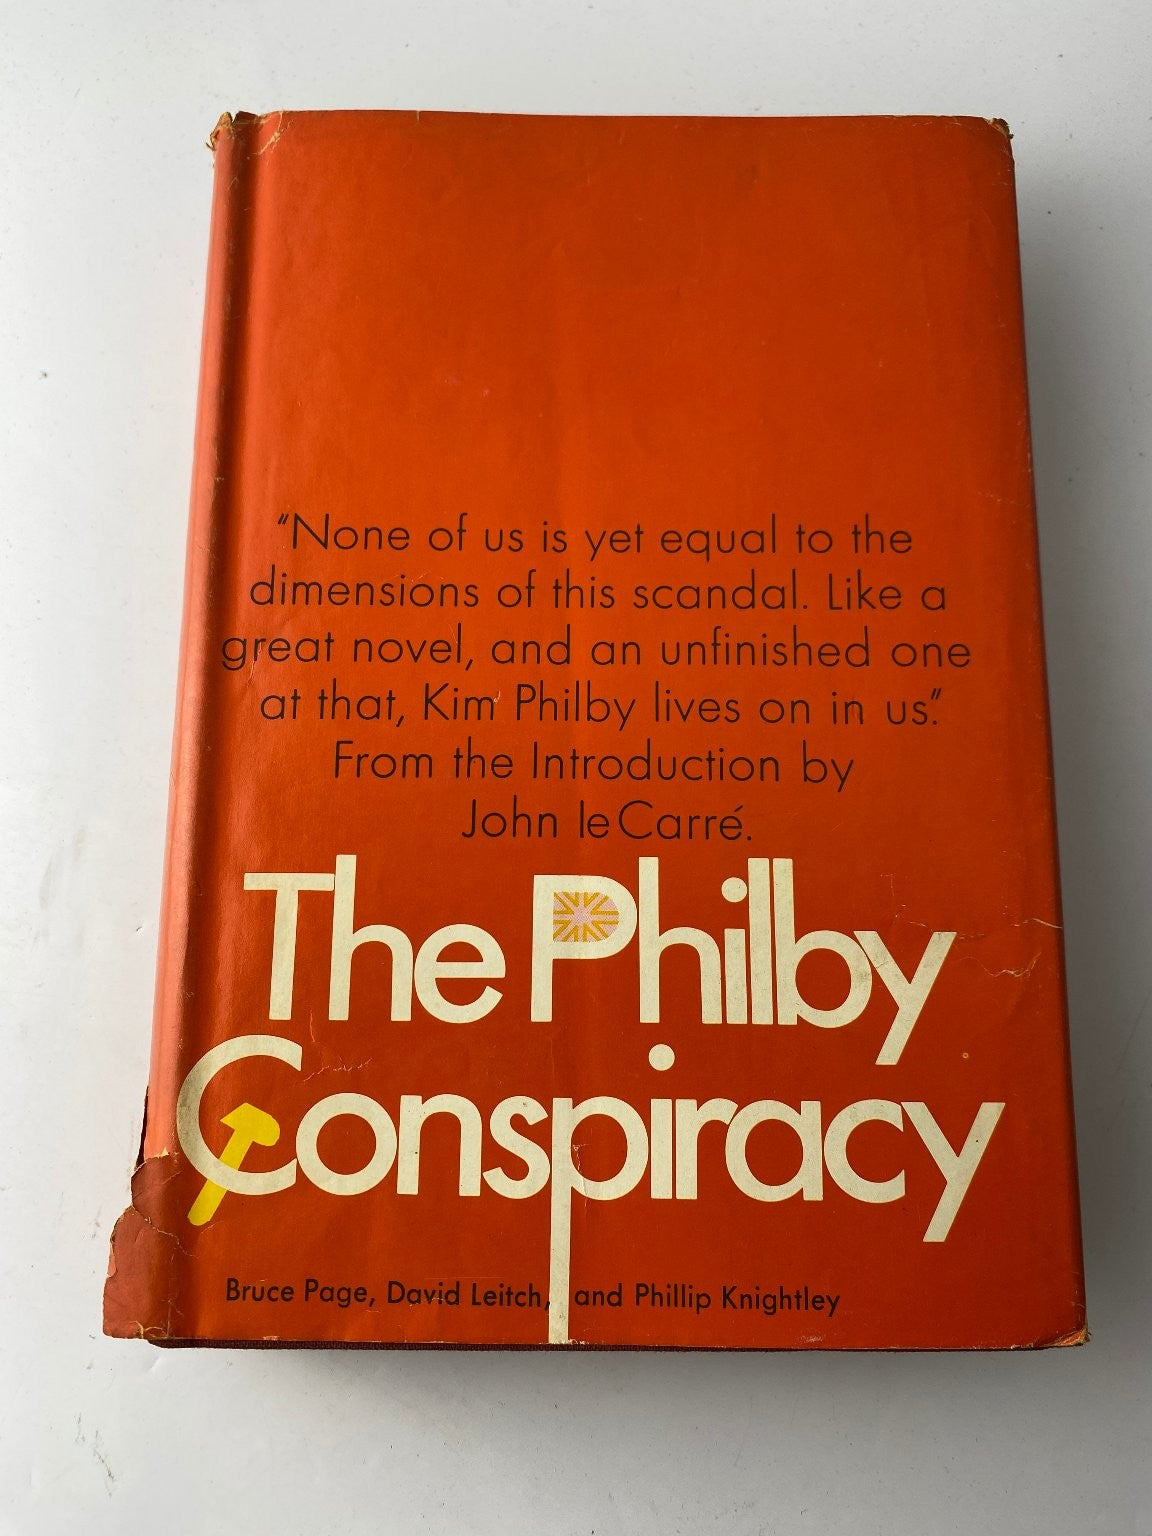 “None of us is yet equal to the
dimensions of this scandal. Like a
great novel, and an unfinished one
at that, Kim Philby lives on in us.”
From the Introduction by
John le Carré.
The Philby
Conspiracy
Bruce Page, David Leitch, and Phillip Knightley